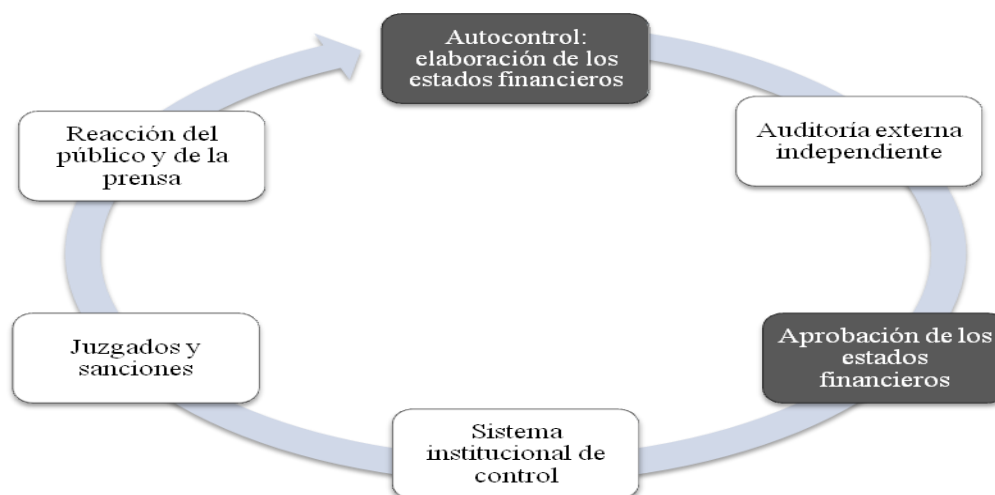 Autocontrol:
elaboración de los
estados financieros
Auditoría externa
independiente
Aprobación de los
estados
financieros
Sistema
institucional de
control
Juzgados y
sanciones
Reacción del
público y de la
prensa